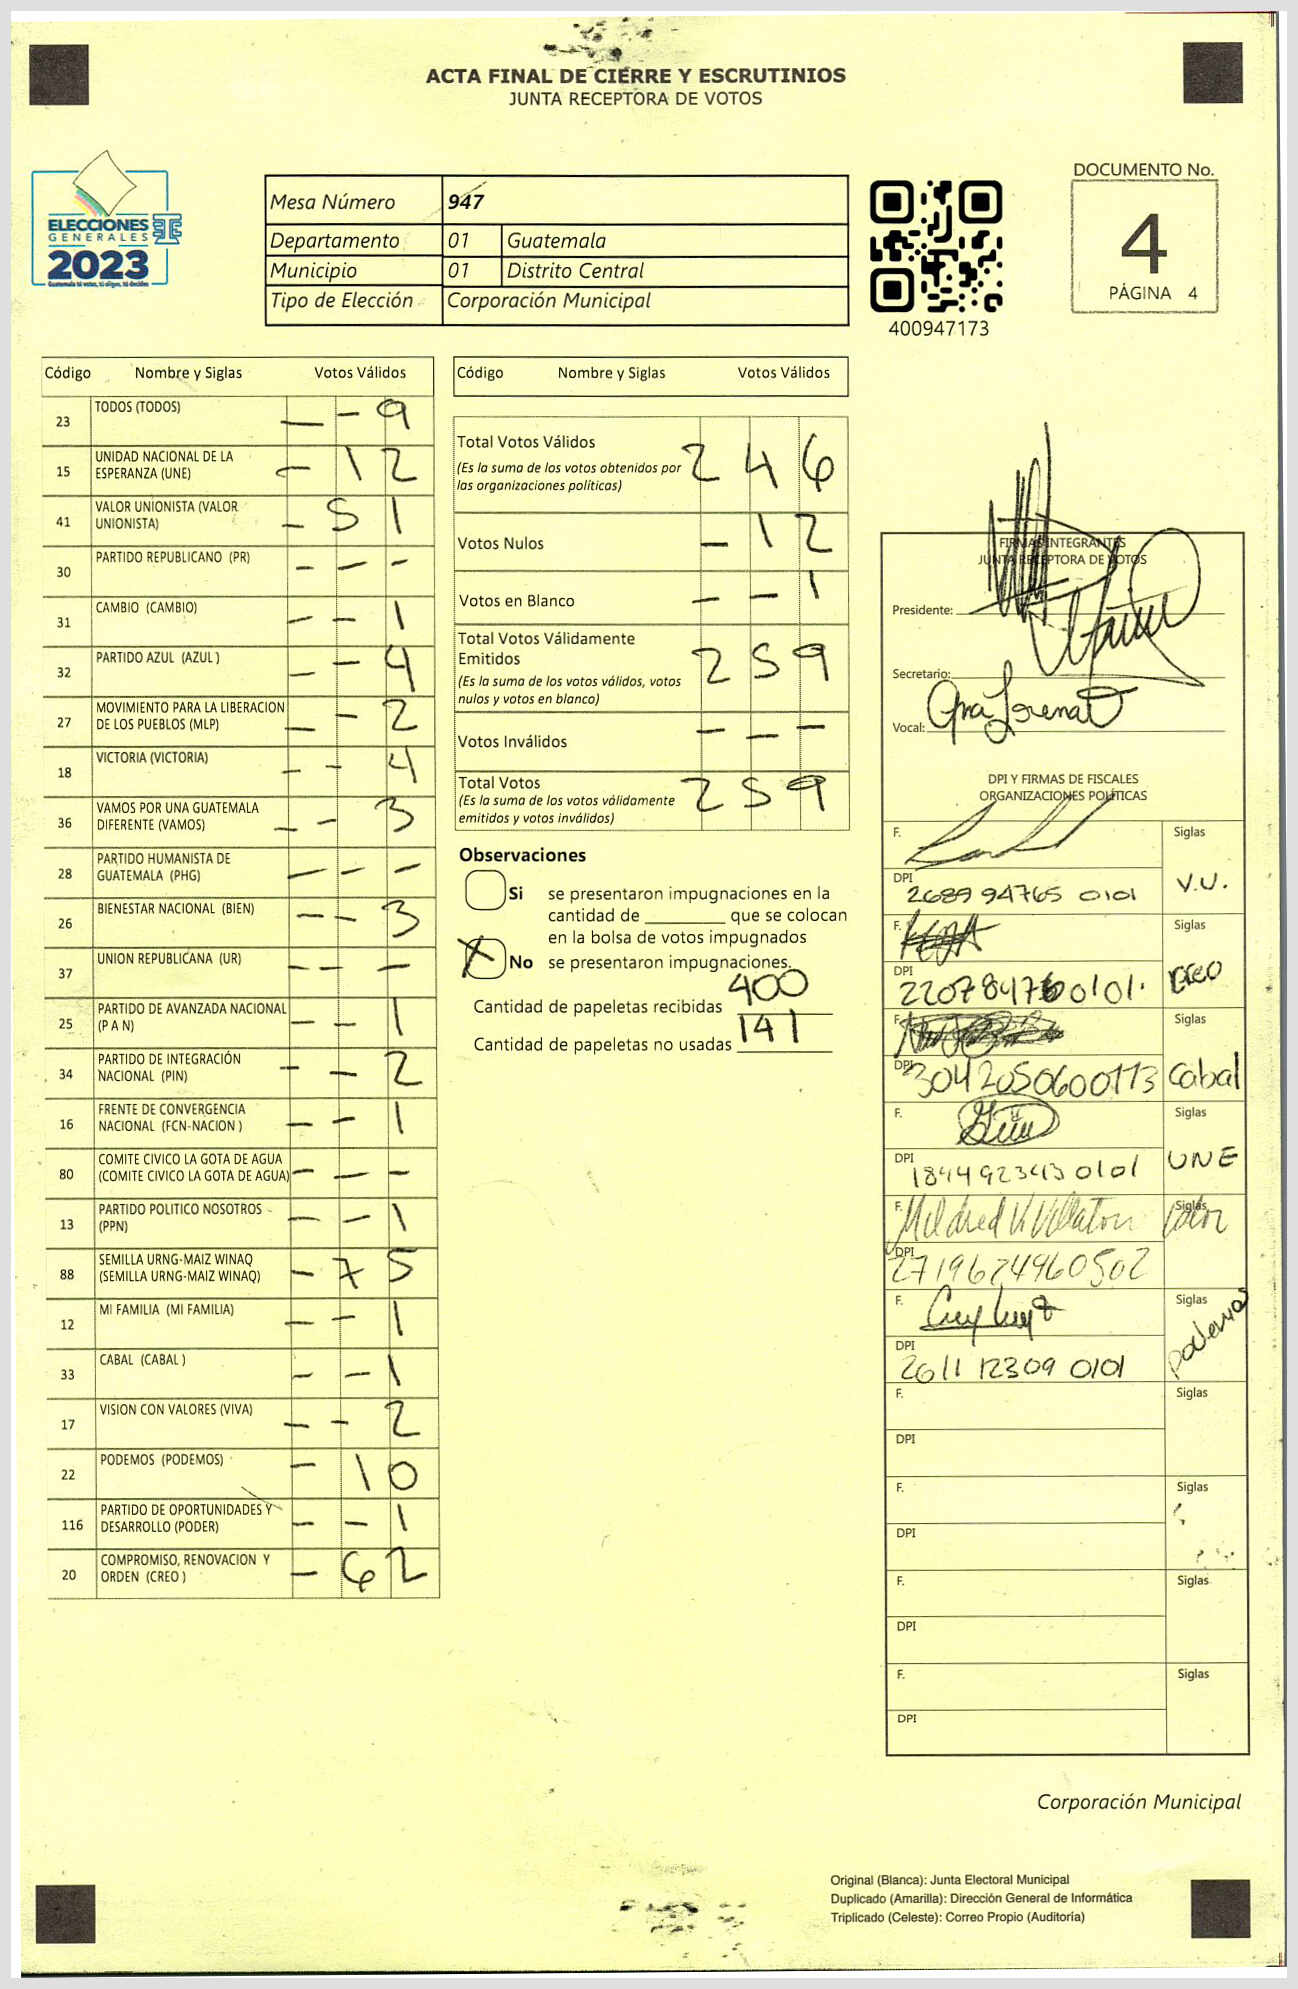 ACTA FINAL DE CIERRE Y ESCRUTINIOS
JUNTA RECEPTORA DE VOTOS
ELECCIONES
GENERALES
2023
Guatemala tú votas, tú eliges, tú decides
Mesa Número 947
Departamento 01 Guatemala
Municipio 01 Distrito Central
Tipo de Elección Corporación Municipal
400947173
DOCUMENTO No.
4
PÁGINA 4
Código Nombre y Siglas Votos Válidos
23 TODOS (TODOS) — - 9
15 UNIDAD NACIONAL DE LA ESPERANZA (UNE) - 1 2
41 VALOR UNIONISTA (VALOR UNIONISTA) - 5 1
30 PARTIDO REPUBLICANO (PR) - - -
31 CAMBIO (CAMBIO) - - 1
32 PARTIDO AZUL (AZUL ) - - 4
27 MOVIMIENTO PARA LA LIBERACION DE LOS PUEBLOS (MLP) - - 2
18 VICTORIA (VICTORIA) - - 4
36 VAMOS POR UNA GUATEMALA DIFERENTE (VAMOS) - - 3
28 PARTIDO HUMANISTA DE GUATEMALA (PHG) - - -
26 BIENESTAR NACIONAL (BIEN) - - 3
37 UNION REPUBLICANA (UR) - - -
25 PARTIDO DE AVANZADA NACIONAL (P A N) - - 1
34 PARTIDO DE INTEGRACIÓN NACIONAL (PIN) - - 2
16 FRENTE DE CONVERGENCIA NACIONAL (FCN-NACION ) - - 1
80 COMITE CIVICO LA GOTA DE AGUA (COMITE CIVICO LA GOTA DE AGUA) - - -
13 PARTIDO POLITICO NOSOTROS (PPN) - - 1
88 SEMILLA URNG-MAIZ WINAQ (SEMILLA URNG-MAIZ WINAQ) - 7 5
12 MI FAMILIA (MI FAMILIA) - - 1
33 CABAL (CABAL ) - - 1
17 VISION CON VALORES (VIVA) - - 2
22 PODEMOS (PODEMOS) - 1 0
116 PARTIDO DE OPORTUNIDADES Y DESARROLLO (PODER) - - 1
20 COMPROMISO, RENOVACION Y ORDEN (CREO ) - 6 2
Código Nombre y Siglas Votos Válidos
Total Votos Válidos 2 4 6
(Es la suma de los votos obtenidos por
las organizaciones políticas)
Votos Nulos - 1 2
Votos en Blanco - - 1
Total Votos Válidamente
Emitidos 2 5 9
(Es la suma de los votos válidos, votos
nulos y votos en blanco)
Votos Inválidos - - -
Total Votos 2 5 9
(Es la suma de los votos válidamente
emitidos y votos inválidos)
Observaciones
Si se presentaron impugnaciones en la
cantidad de ________ que se colocan
en la bolsa de votos impugnados
X No se presentaron impugnaciones.
Cantidad de papeletas recibidas 400
Cantidad de papeletas no usadas 141
FIRMAS INTEGRANTES
JUNTA RECEPTORA DE VOTOS
Presidente:
Secretario:
Vocal: Ana Lorena
DPI Y FIRMAS DE FISCALES
ORGANIZACIONES POLÍTICAS
F. Siglas
DPI 2689 94765 0101 V.U.
F. Siglas
DPI Creo
F. Siglas
DPI 3042050600113 Cabal
F. Siglas
DPI 1844923430101 UNE
F. Mildred Siglas
DPI 2719624960502
F. Siglas
DPI 2611 12309 0101 podemos
F. Siglas
DPI
F. Siglas
DPI
F. Siglas
DPI
F. Siglas
DPI
Corporación Municipal
Original (Blanca): Junta Electoral Municipal
Duplicado (Amarilla): Dirección General de Informática
Triplicado (Celeste): Correo Propio (Auditoría)